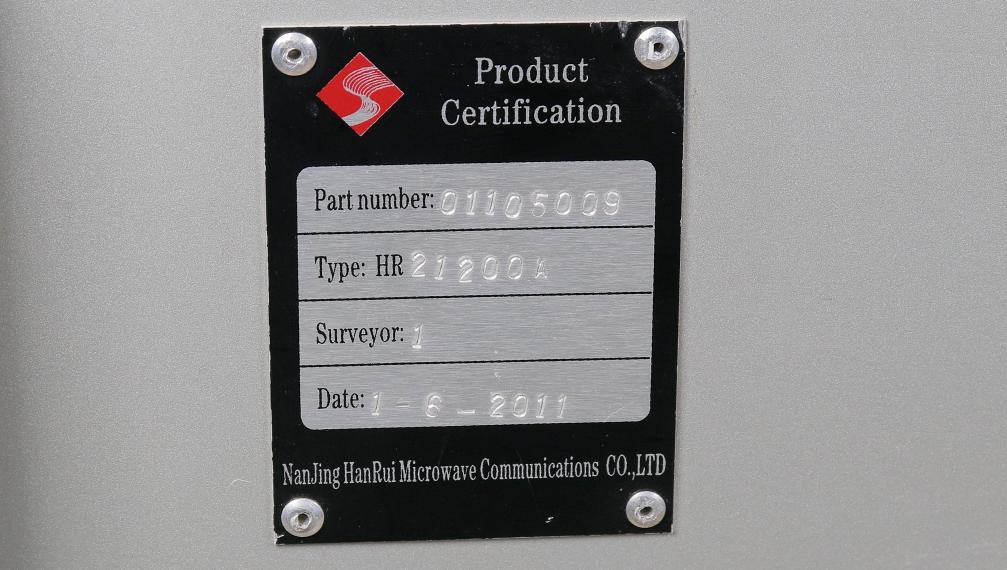 Product
Certification
Part number: 01105009
Type: HR 21200A
Surveyor: 1
Date: 1-6-2011
NanJing HanRui Microwave Communications CO.,LTD